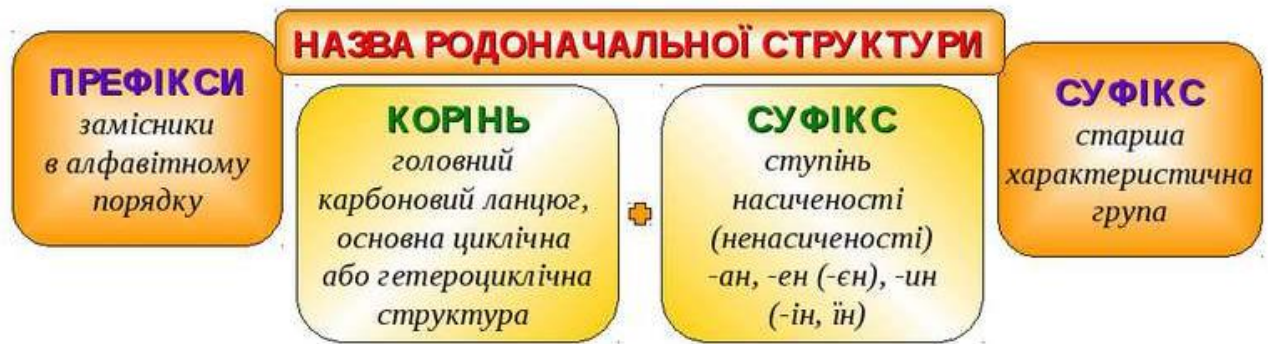 НАЗВА РОДОНАЧАЛЬНОЇ СТРУКТУРИ
ПРЕФІКСИ
замісники
в алфавітному
порядку
КОРІНЬ
головний
карбоновий ланцюг,
основна циклічна
або гетероциклічна
структура
СУФІКС
ступінь
насиченості
(ненасиченості)
-ан, -ен (-єн), -ин
(-ін, їн)
СУФІКС
старша
характеристична
група